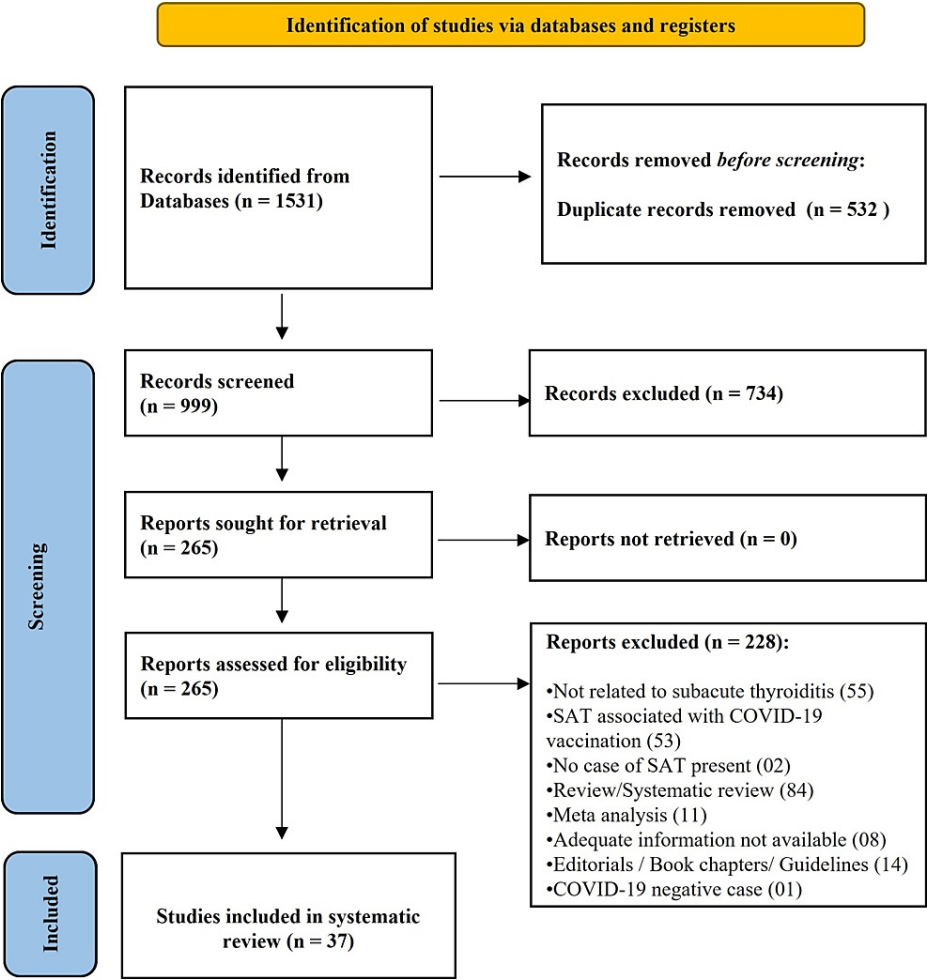 Identification of studies via databases and registers
Identification
Records identified from
Databases (n = 1531)
Records removed before screening:
Duplicate records removed (n = 532 )
Screening
Records screened
(n = 999)
Records excluded (n = 734)
Reports sought for retrieval
(n = 265)
Reports not retrieved (n = 0)
Reports assessed for eligibility
(n = 265)
Reports excluded (n = 228):
•Not related to subacute thyroiditis (55)
•SAT associated with COVID-19
vaccination (53)
•No case of SAT present (02)
•Review/Systematic review (84)
•Meta analysis (11)
•Adequate information not available (08)
•Editorials / Book chapters/ Guidelines (14)
•COVID-19 negative case (01)
Included
Studies included in systematic
review (n = 37)